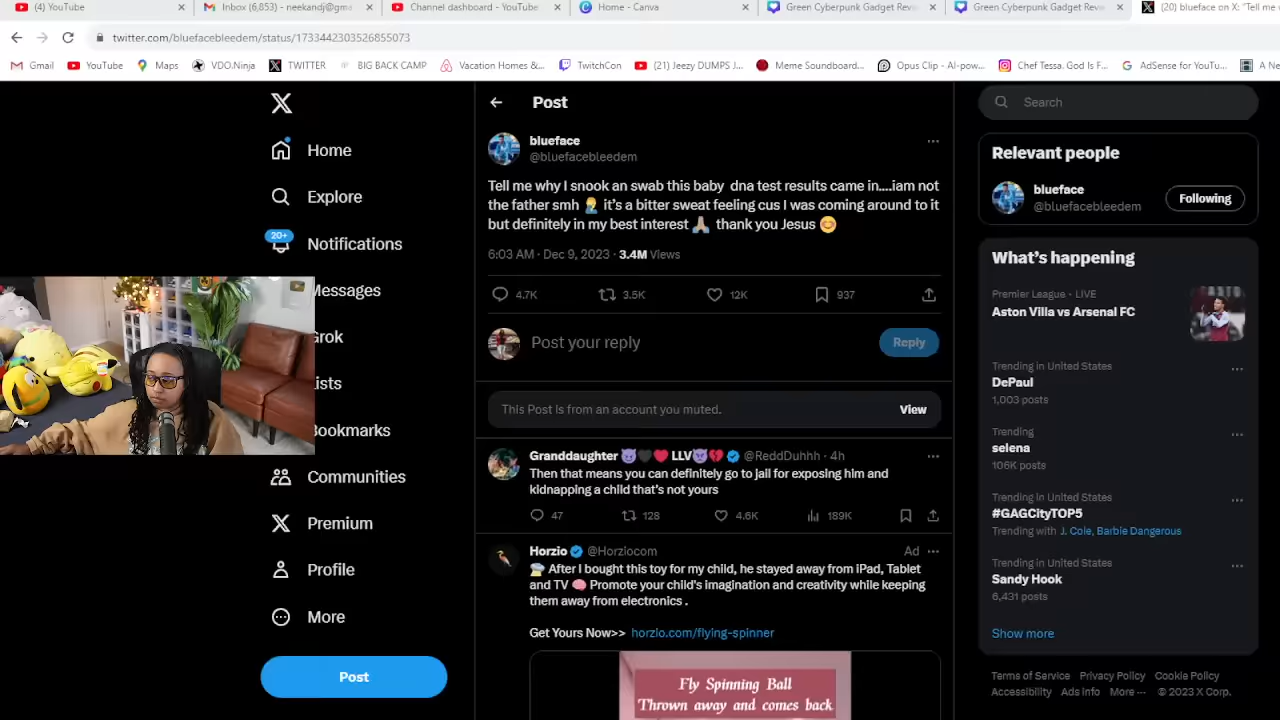 (4) YouTube
Inbox (6,853) - neekandj@gma
Channel dashboard - YouTube
Home - Canva
Green Cyberpunk Gadget Revi
Green Cyberpunk Gadget Revi
(20) blueface on X: "Tell me
twitter.com/bluefacebleedem/status/1733442303526855073
Gmail
YouTube
Maps
VDO.Ninja
TWITTER
BIG BACK CAMP
Vacation Homes &...
TwitchCon
(21) Jeezy DUMPS J...
Meme Soundboard...
Opus Clip - AI-pow...
Chef Tessa. God Is F...
AdSense for YouTu...
A Ne
Home
Explore
20+
Notifications
Messages
rok
ists
Bookmarks
Communities
Premium
Profile
More
Post
Post
blueface
@bluefacebleedem
Tell me why I snook an swab this baby dna test results came in....iam not
the father smh 🤦‍♂️ it's a bitter sweat feeling cus I was coming around to it
but definitely in my best interest 🙏🏽 thank you Jesus 😊
6:03 AM · Dec 9, 2023 · 3.4M Views
4.7K
3.5K
12K
937
Post your reply
Reply
This Post is from an account you muted.
View
Granddaughter 😈🖤❤️ LLV😈💔 @ReddDuhhh · 4h
Then that means you can definitely go to jail for exposing him and
kidnapping a child that's not yours
47
128
4.6K
189K
Horzio @Horziocom
Ad
After I bought this toy for my child, he stayed away from iPad, Tablet
and TV 🧠 Promote your child's imagination and creativity while keeping
them away from electronics .
Get Yours Now>> horzio.com/flying-spinner
Fly Spinning Ball
Thrown away and comes back
Search
Relevant people
blueface
@bluefacebleedem
Following
What's happening
Premier League · LIVE
Aston Villa vs Arsenal FC
Trending in United States
DePaul
1,003 posts
Trending
selena
106K posts
Trending in United States
#GAGCityTOP5
Trending with J. Cole, Barbie Dangerous
Trending in United States
Sandy Hook
6,431 posts
Show more
Terms of Service Privacy Policy Cookie Policy
Accessibility Ads info More ··· © 2023 X Corp.